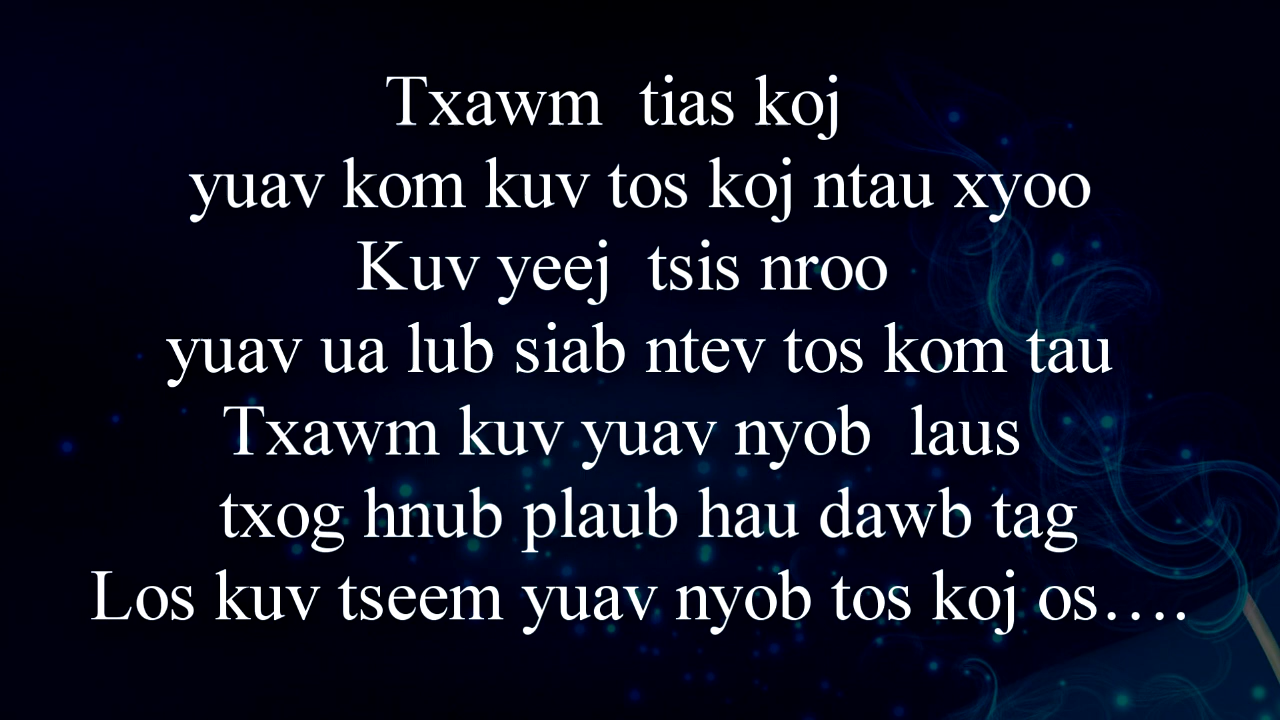 Txawm tias koj
yuav kom kuv tos koj ntau xyoo
Kuv yeej tsis nroo
yuav ua lub siab ntev tos kom tau
Txawm kuv yuav nyob laus
txog hnub plaub hau dawb tag
Los kuv tseem yuav nyob tos koj os….